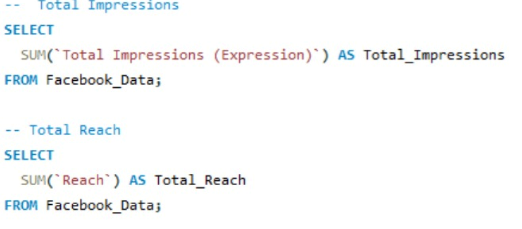 --  Total Impressions
SELECT
  SUM(`Total Impressions (Expression)`) AS Total_Impressions
FROM Facebook_Data;

-- Total Reach
SELECT
  SUM(`Reach`) AS Total_Reach
FROM Facebook_Data;